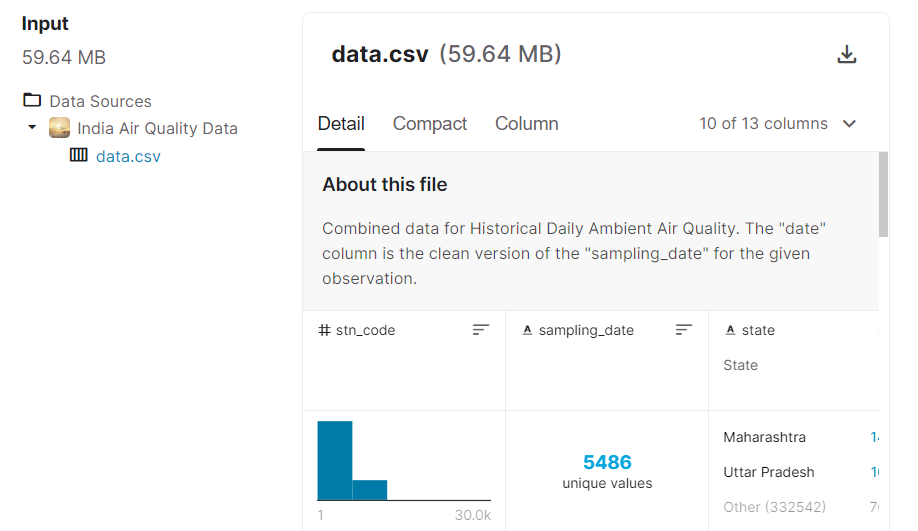 Input
59.64 MB
Data Sources
India Air Quality Data
data.csv
data.csv (59.64 MB)
Detail Compact Column 10 of 13 columns
About this file
Combined data for Historical Daily Ambient Air Quality. The "date"
column is the clean version of the "sampling_date" for the given
observation.
# stn_code
A sampling_date
A state
State
1 30.0k
5486
unique values
Maharashtra
Uttar Pradesh
Other (332542)